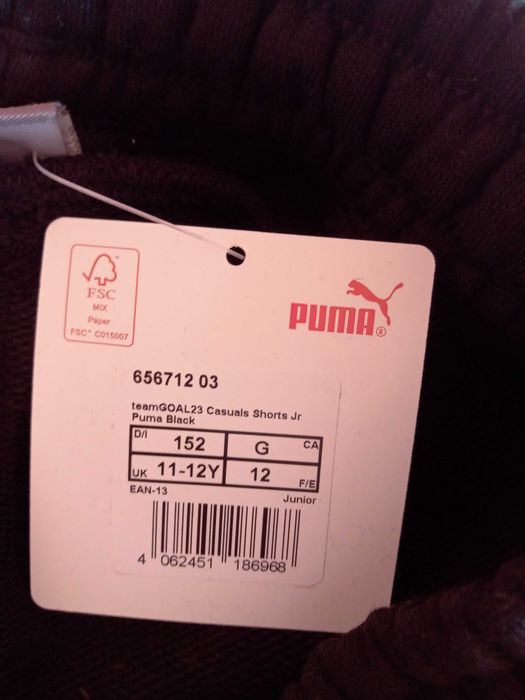 FSC
MIX
Paper
FSC™ C015007
PUMA®
656712 03
teamGOAL23 Casuals Shorts Jr
Puma Black
D/I 152 G CA
UK 11-12Y 12 F/E
EAN-13 Junior
4 062451 186968